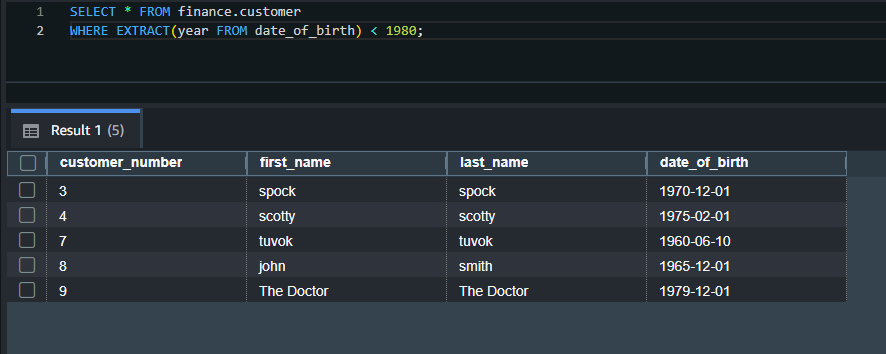 1 SELECT * FROM finance.customer
2 WHERE EXTRACT(year FROM date_of_birth) < 1980;
Result 1 (5)
customer_number first_name last_name date_of_birth
3 spock spock 1970-12-01
4 scotty scotty 1975-02-01
7 tuvok tuvok 1960-06-10
8 john smith 1965-12-01
9 The Doctor The Doctor 1979-12-01